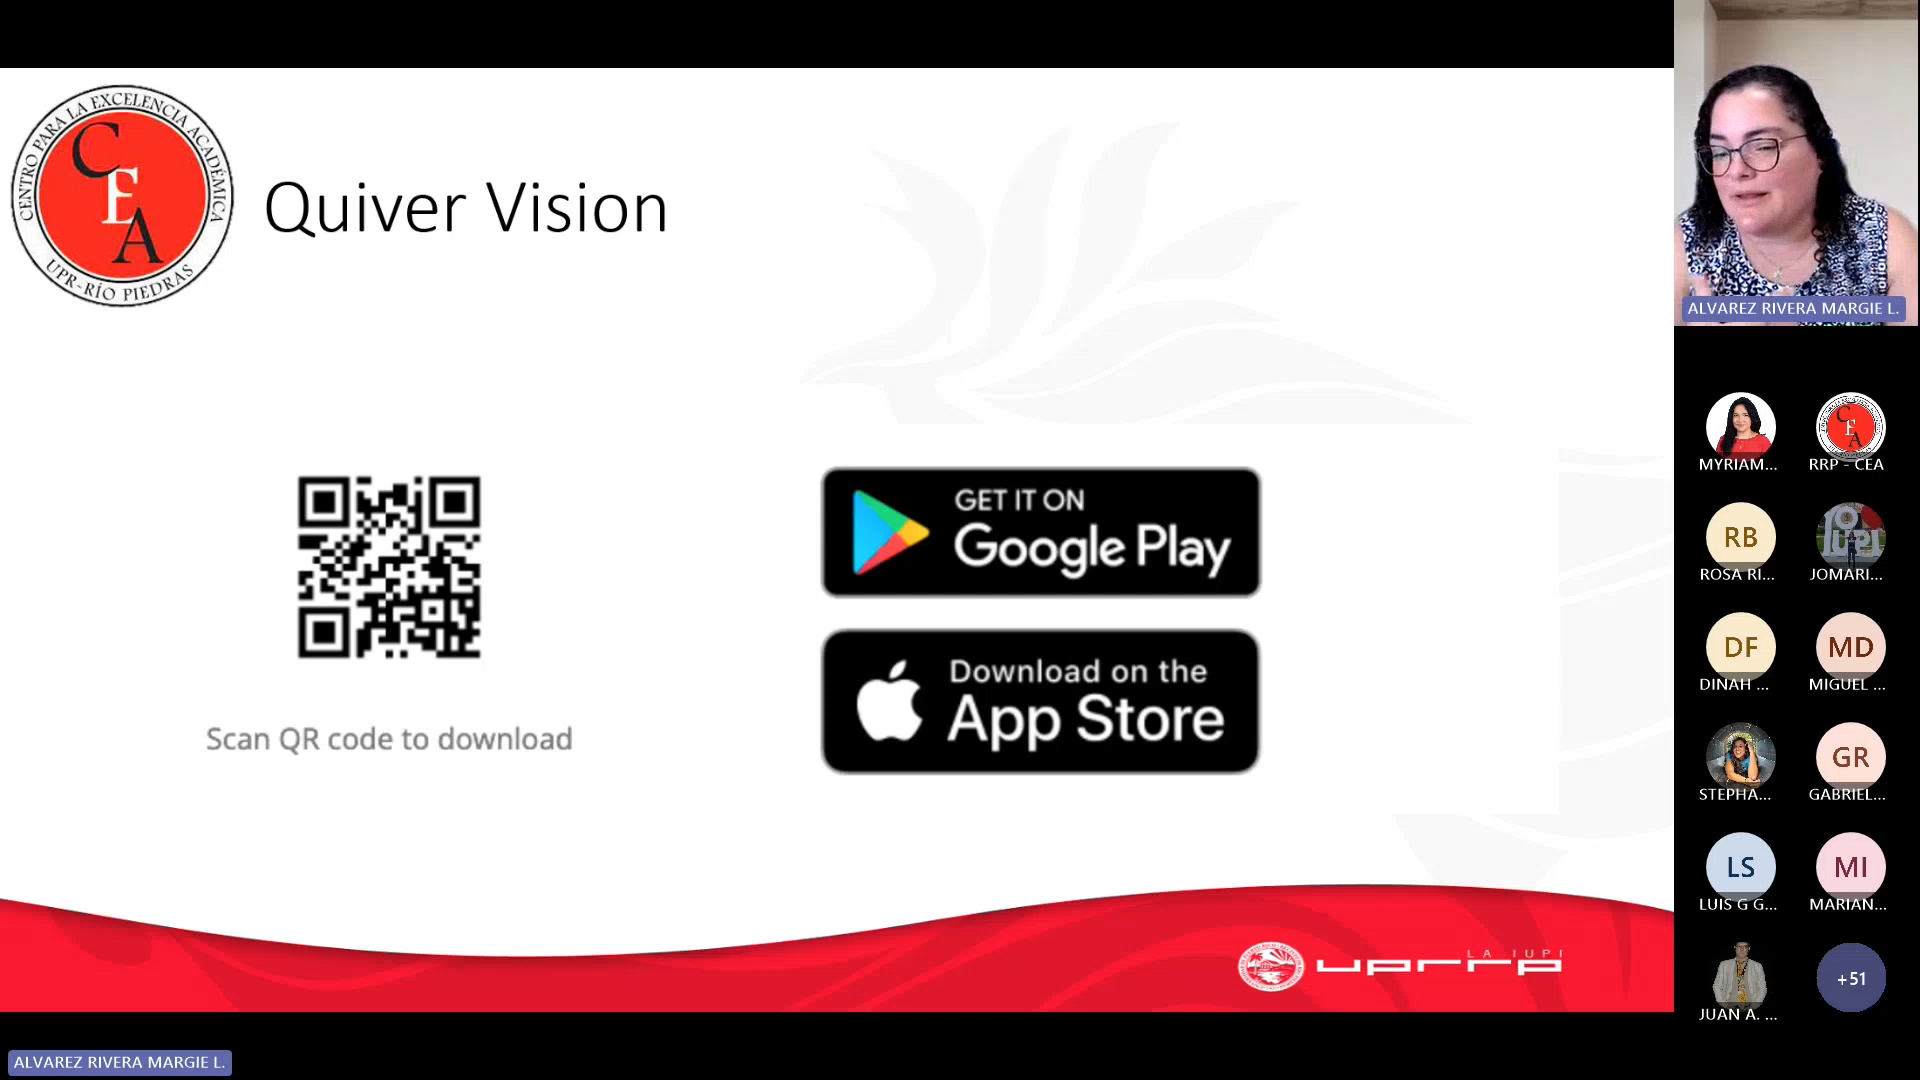 CENTRO PARA LA EXCELENCIA ACADÉMICA
CEA
UPR-RÍO PIEDRAS
Quiver Vision
GET IT ON
Google Play
Download on the
App Store
Scan QR code to download
LA IUPI
uprrp
ALVAREZ RIVERA MARGIE L.
MYRIAM...
RRP - CEA
RB
ROSA RI...
JOMARI...
DF
DINAH ...
MD
MIGUEL ...
STEPHA...
GR
GABRIEL...
LS
LUIS G G...
MI
MARIAN...
JUAN A. ...
+51
ALVAREZ RIVERA MARGIE L.